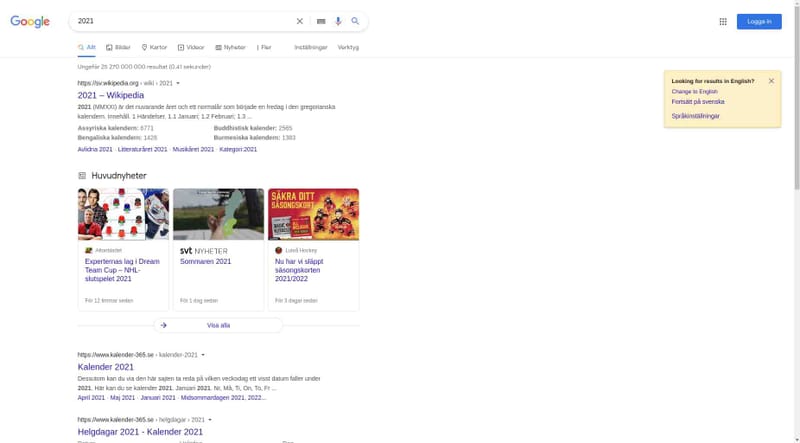 Google
2021
Logga in
Allt
Bilder
Kartor
Videor
Nyheter
Fler
Inställningar
Verktyg
Ungefär 25 270 000 000 resultat (0,41 sekunder)
https://sv.wikipedia.org › wiki › 2021
2021 – Wikipedia
2021 (MMXXI) är det nuvarande året och ett normalår som började en fredag i den gregorianska
kalendern. Innehåll. 1 Händelser. 1.1 Januari; 1.2 Februari; 1.3 ...
Assyriska kalendern: 6771
Buddhistisk kalender: 2565
Bengaliska kalendern: 1428
Burmesiska kalendern: 1383
Avlidna 2021 · Litteraturåret 2021 · Musikåret 2021 · Kategori:2021
Looking for results in English?
Change to English
Fortsätt på svenska
Språkinställningar
Huvudnyheter
SÄKRA DITT
SÄSONGSKORT
Aftonbladet
Experternas lag i Dream
Team Cup – NHL-
slutspelet 2021
För 12 timmar sedan
svt NYHETER
Sommaren 2021
För 1 dag sedan
Luleå Hockey
Nu har vi släppt
säsongskorten
2021/2022
För 3 dagar sedan
Visa alla
https://www.kalender-365.se › kalender-2021
Kalender 2021
Dessutom kan du via den här sajten ta reda på vilken veckodag ett visst datum faller under
2021. Här kan du se kalender 2021. Januari 2021. Nr, Må, Ti, On, To, Fr ...
April 2021 · Maj 2021 · Januari 2021 · Midsommardagen 2021, 2022...
https://www.kalender-365.se › helgdagar › 2021
Helgdagar 2021 - Kalender 2021